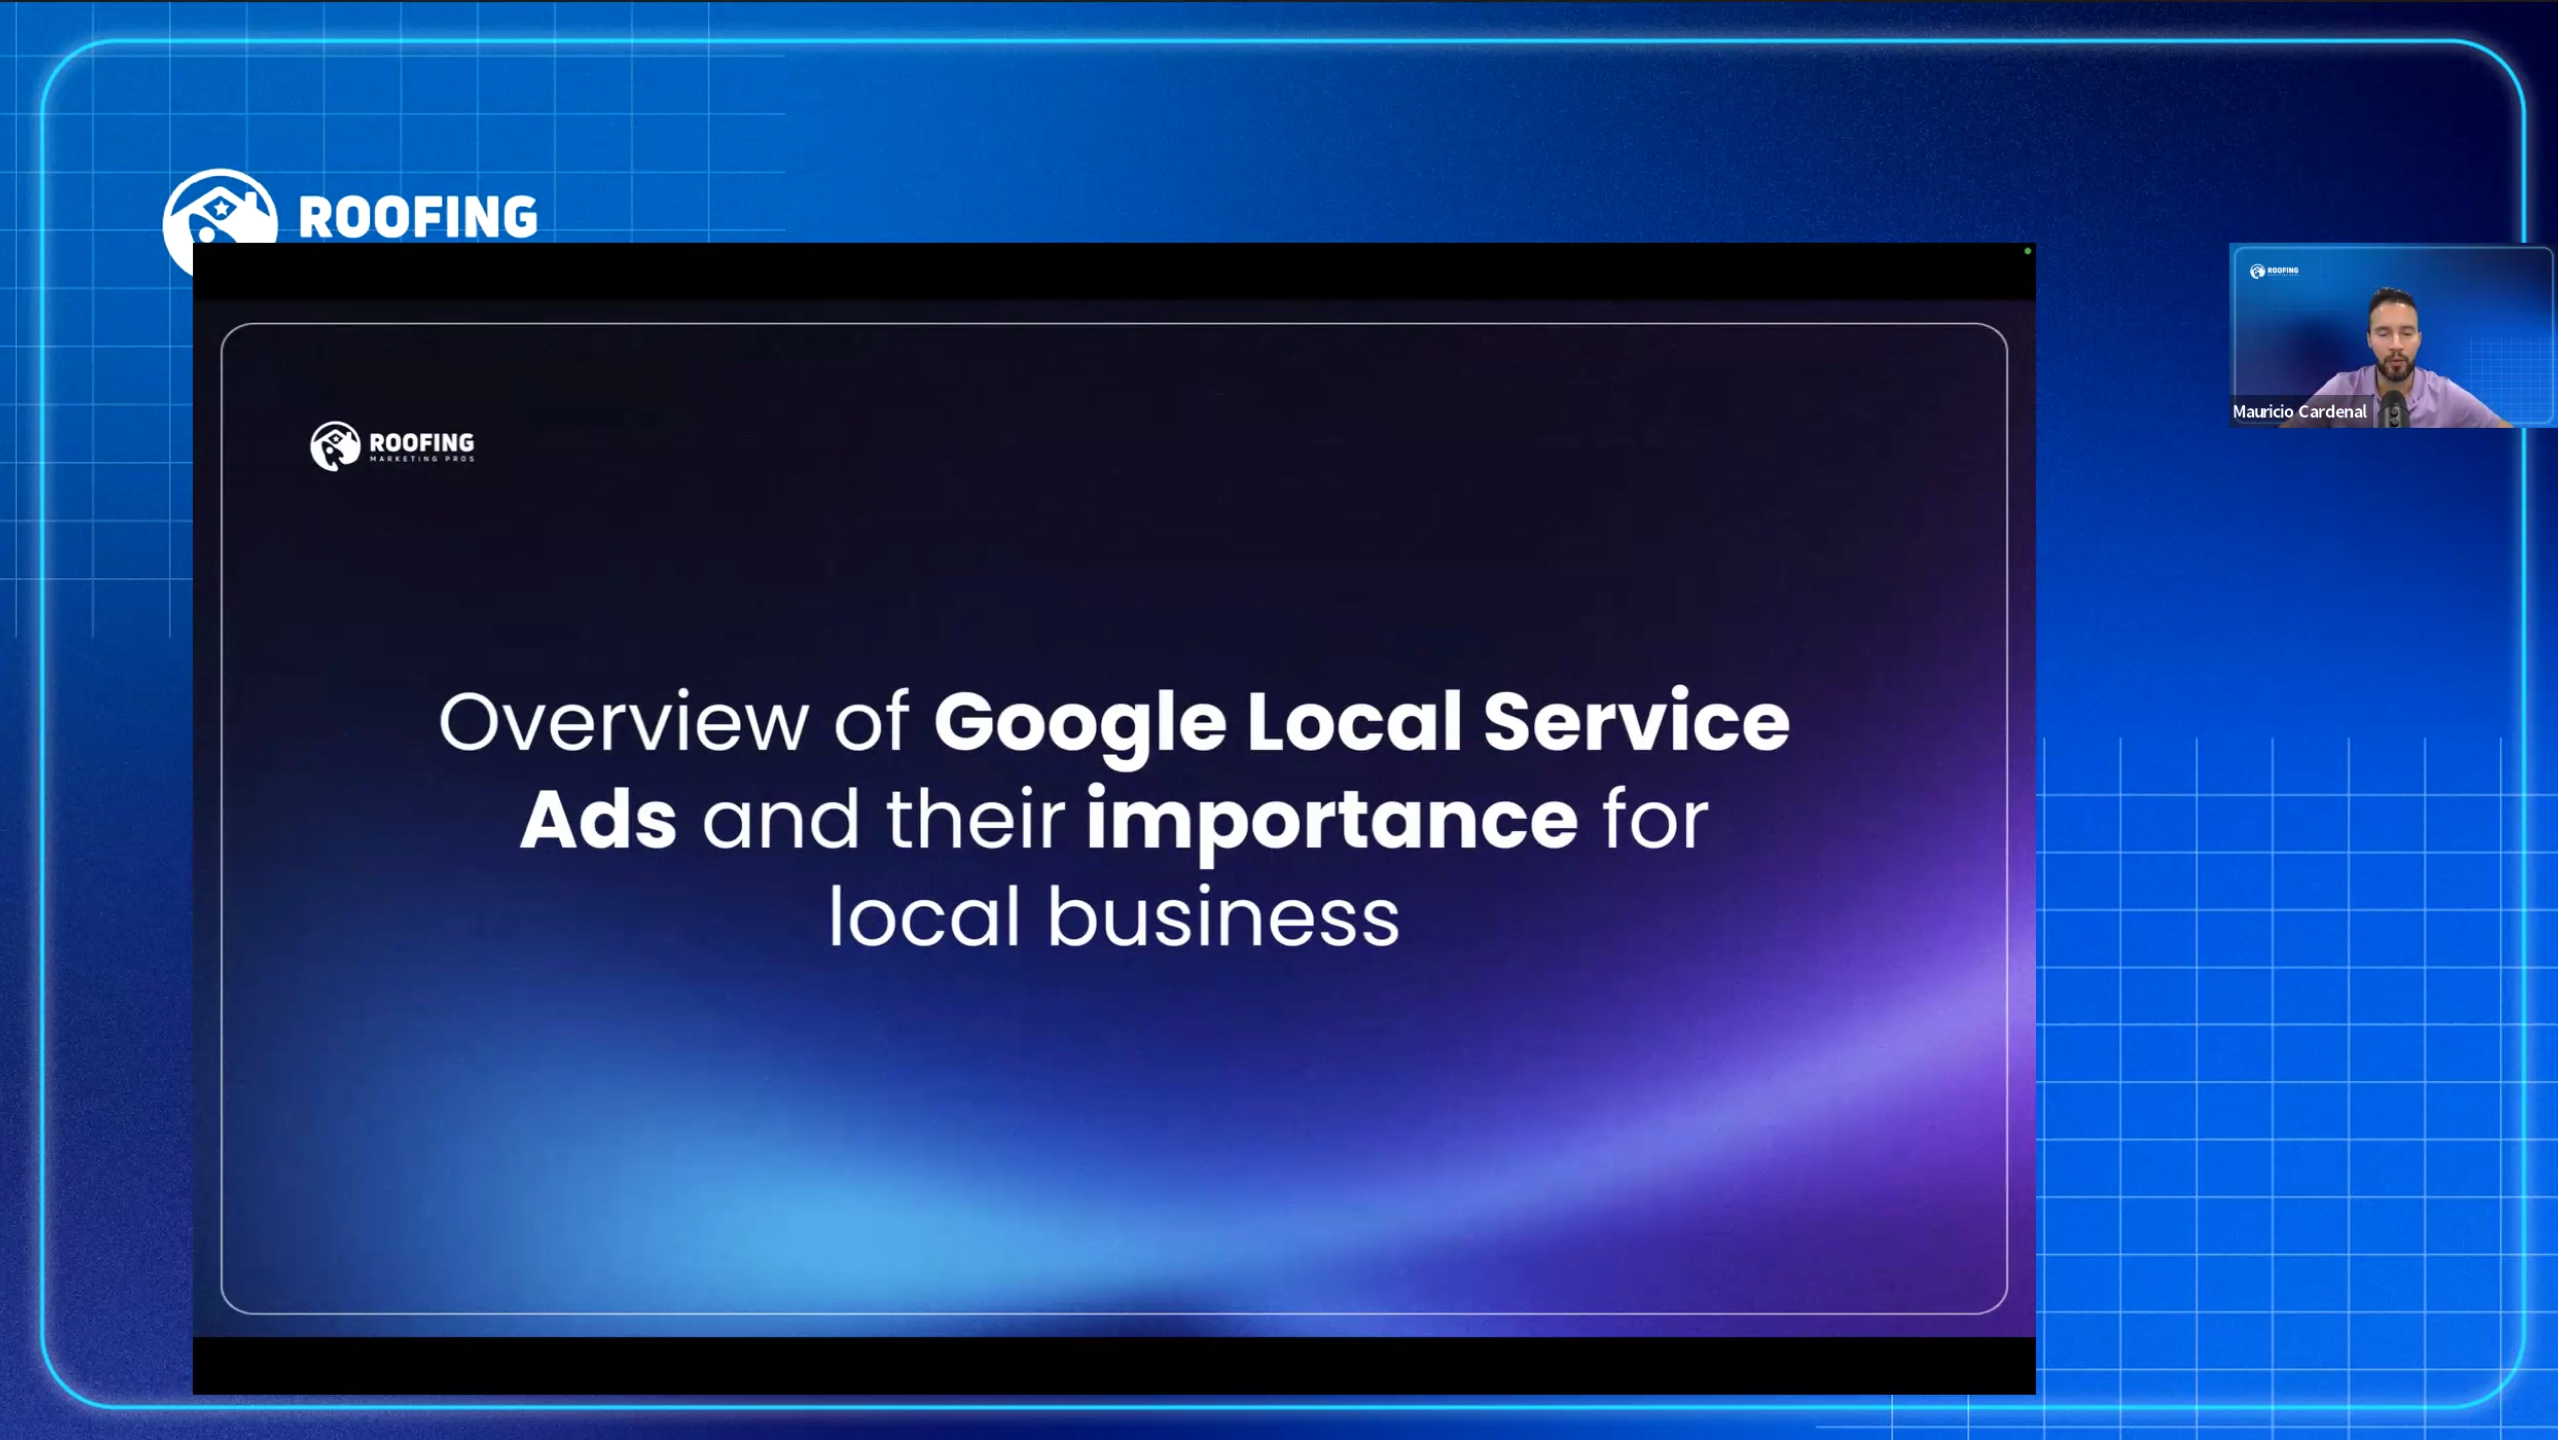 ROOFING
ROOFING
MARKETING PROS
Overview of Google Local Service
Ads and their importance for
local business
ROOFING
Mauricio Cardenal